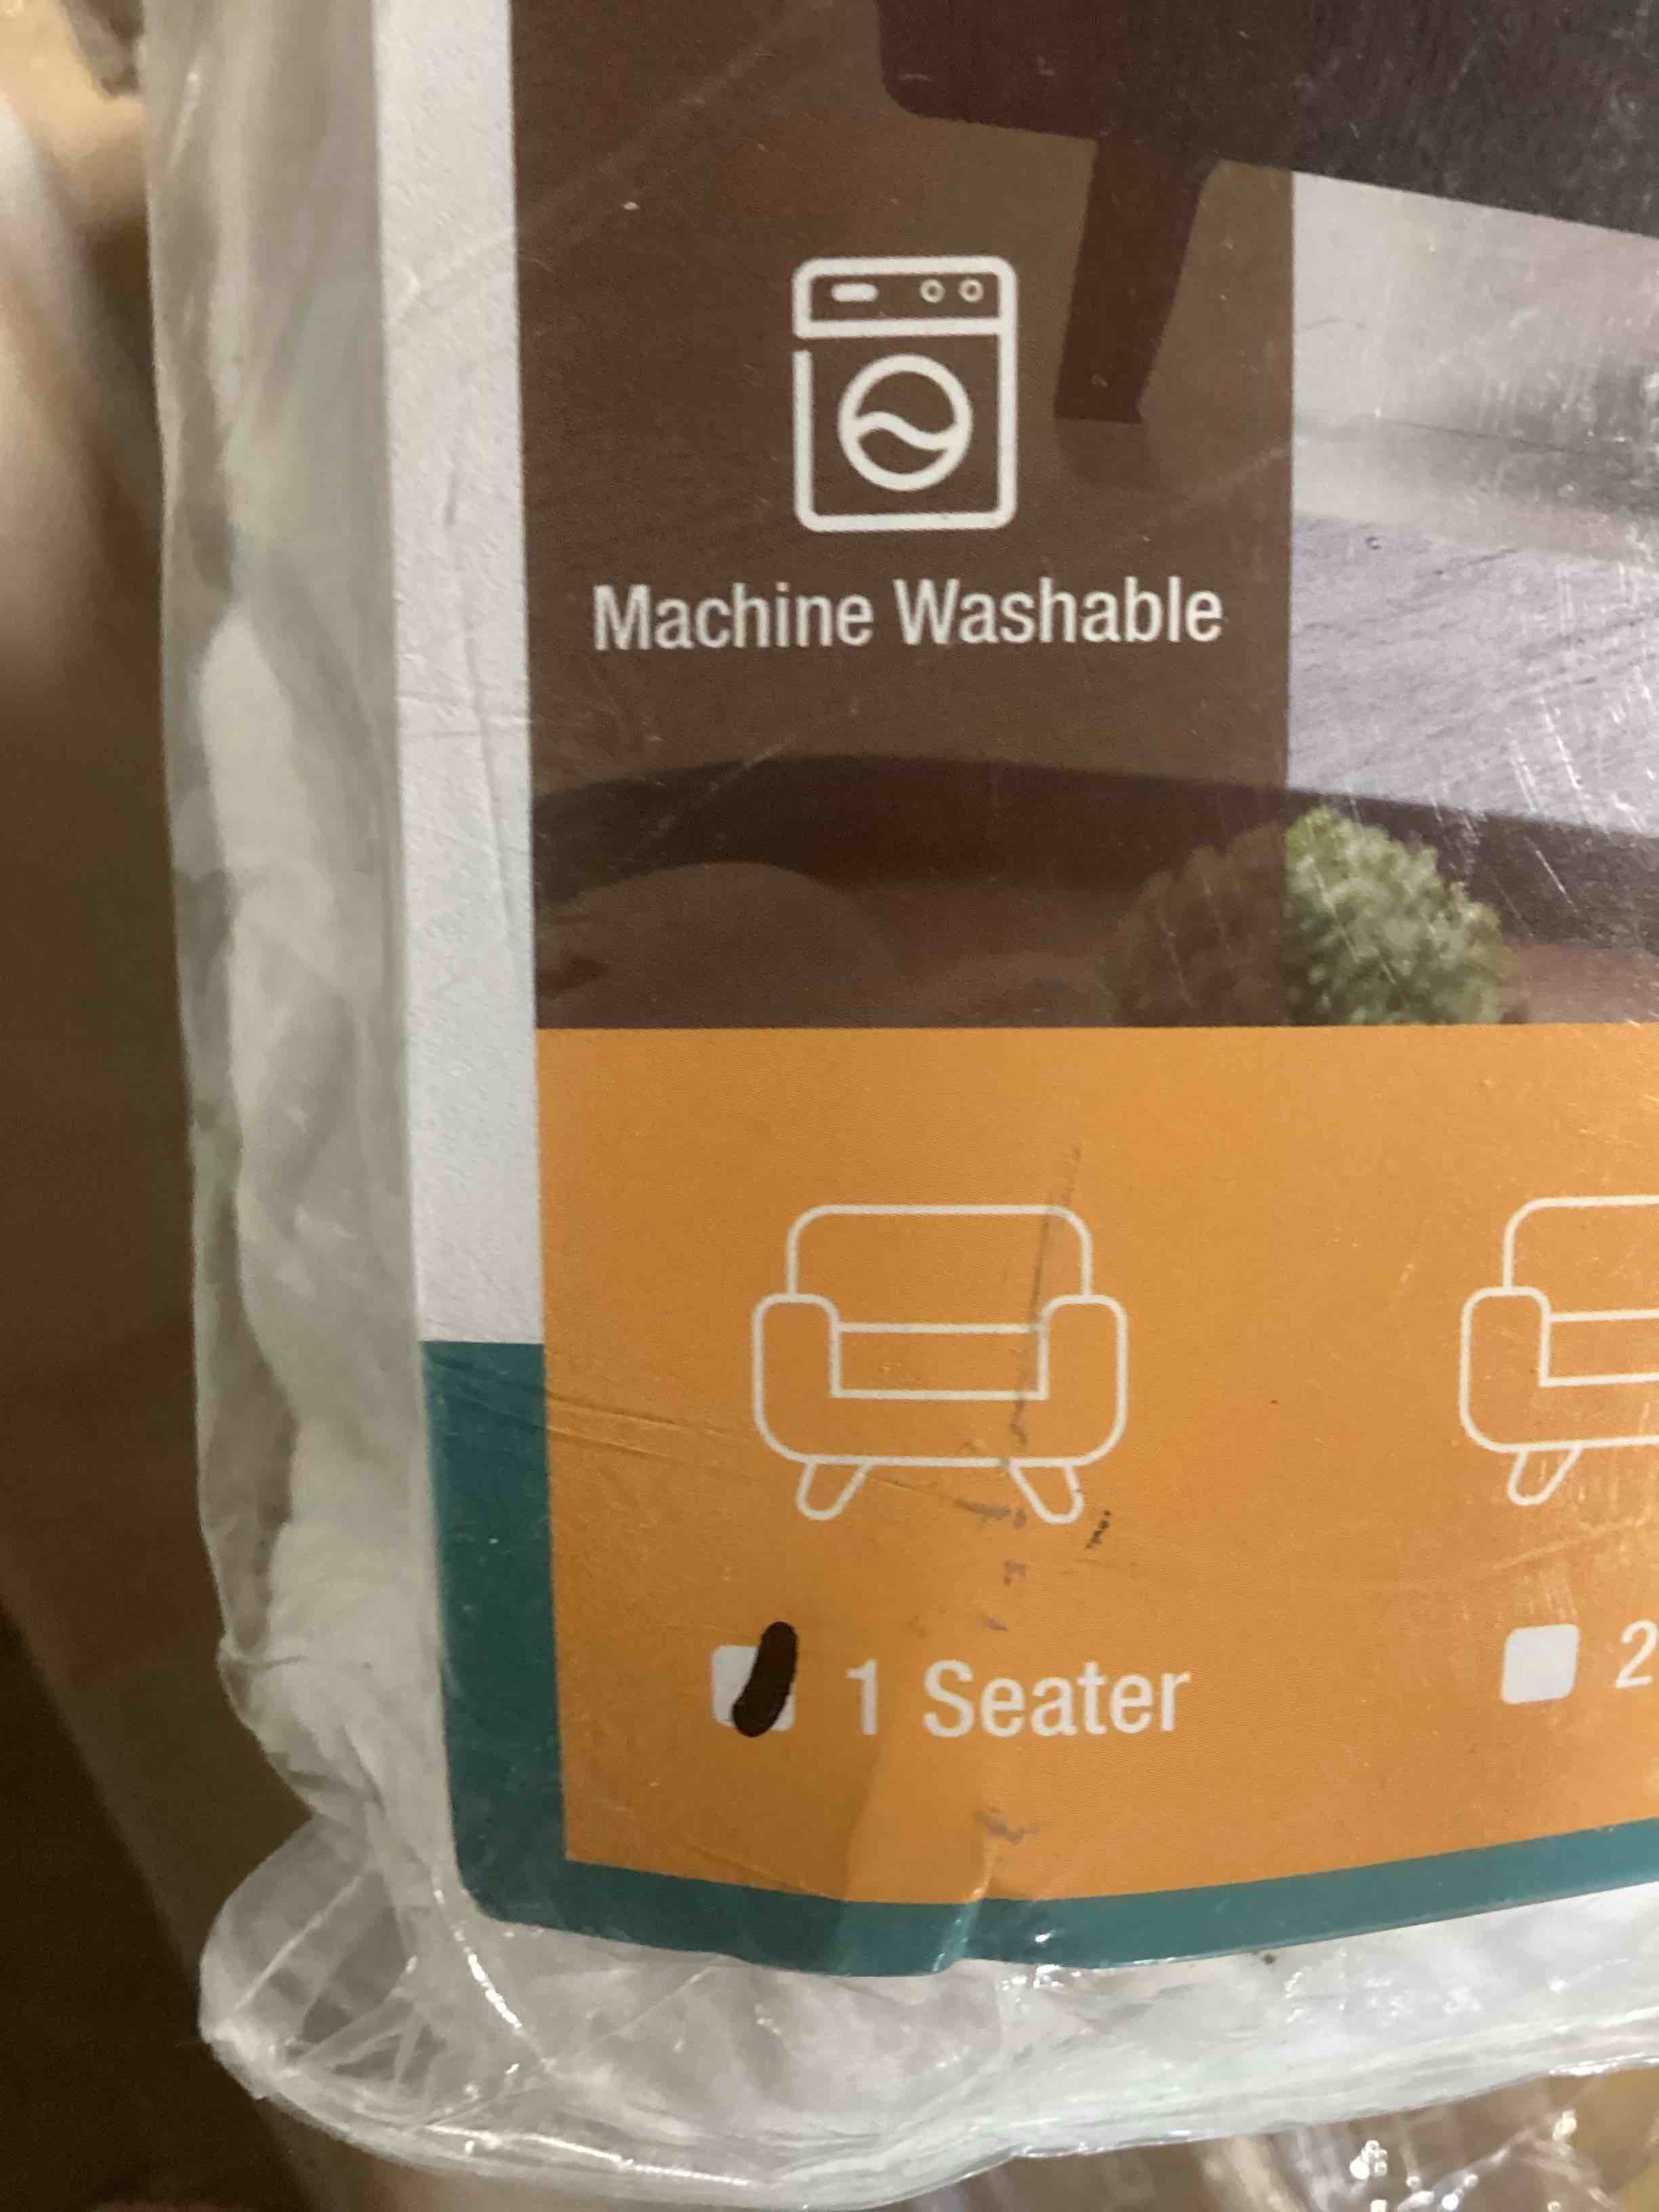 Machine Washable
1 Seater
2